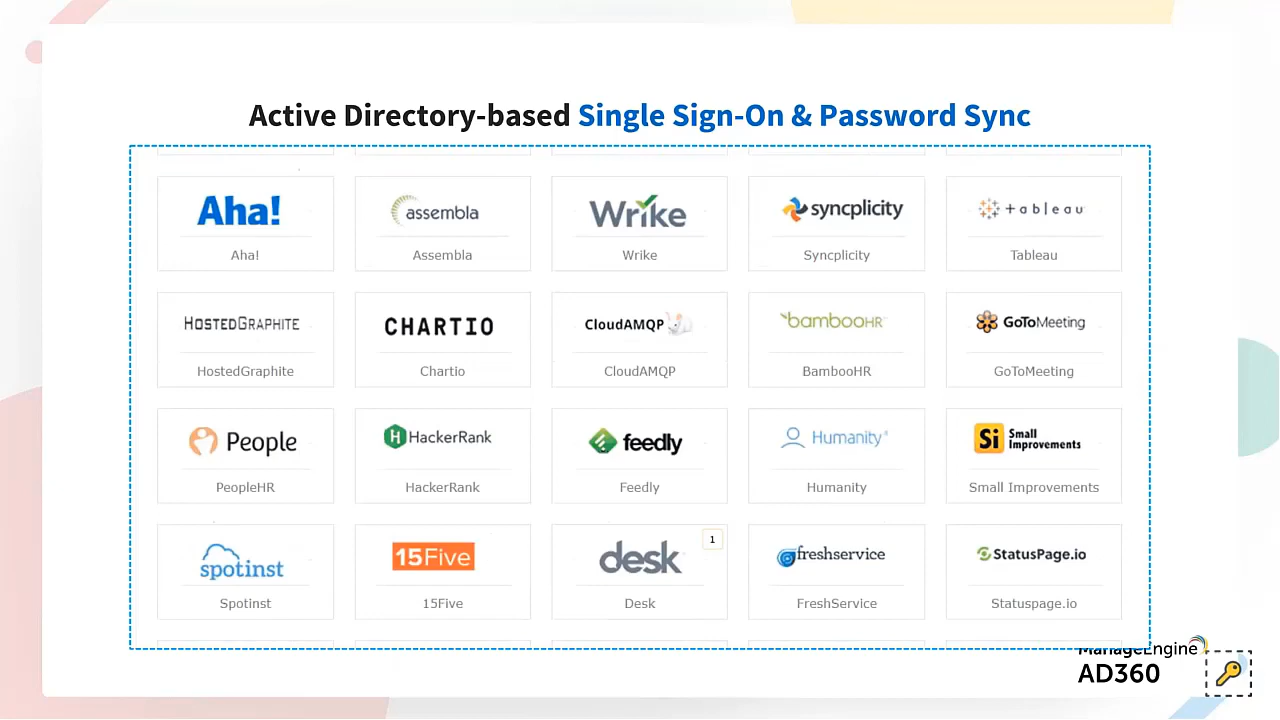 Active Directory-based Single Sign-On & Password Sync
Aha!
assembla
Wrike
syncplicity
+ableau
Aha!
Assembla
Wrike
Syncplicity
Tableau
HOSTEDGRAPHITE
CHARTIO
CloudAMQP
bambooHR
GoToMeeting
HostedGraphite
Chartio
CloudAMQP
BambooHR
GoToMeeting
People
HackerRank
feedly
Humanity
Si Small
Improvements
PeopleHR
HackerRank
Feedly
Humanity
Small Improvements
spotinst
15Five
desk
1
freshservice
StatusPage.io
Spotinst
15Five
Desk
FreshService
Statuspage.io
ManageEngine
AD360